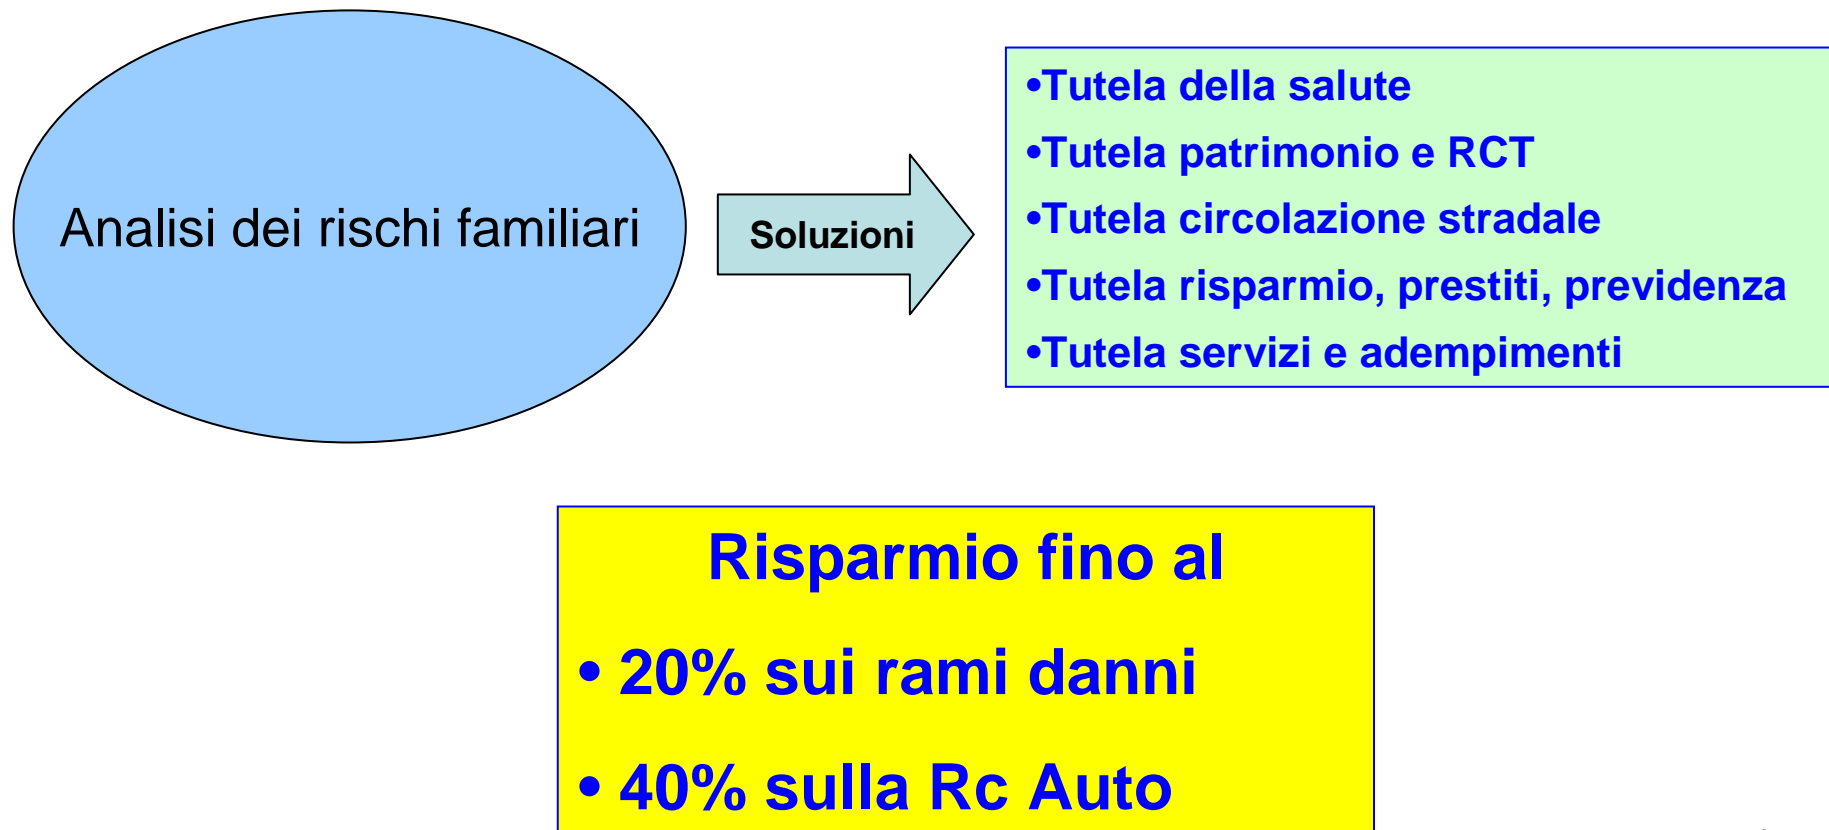 Analisi dei rischi familiari
Soluzioni
•Tutela della salute
•Tutela patrimonio e RCT
•Tutela circolazione stradale
•Tutela risparmio, prestiti, previdenza
•Tutela servizi e adempimenti
Risparmio fino al
• 20% sui rami danni
• 40% sulla Rc Auto